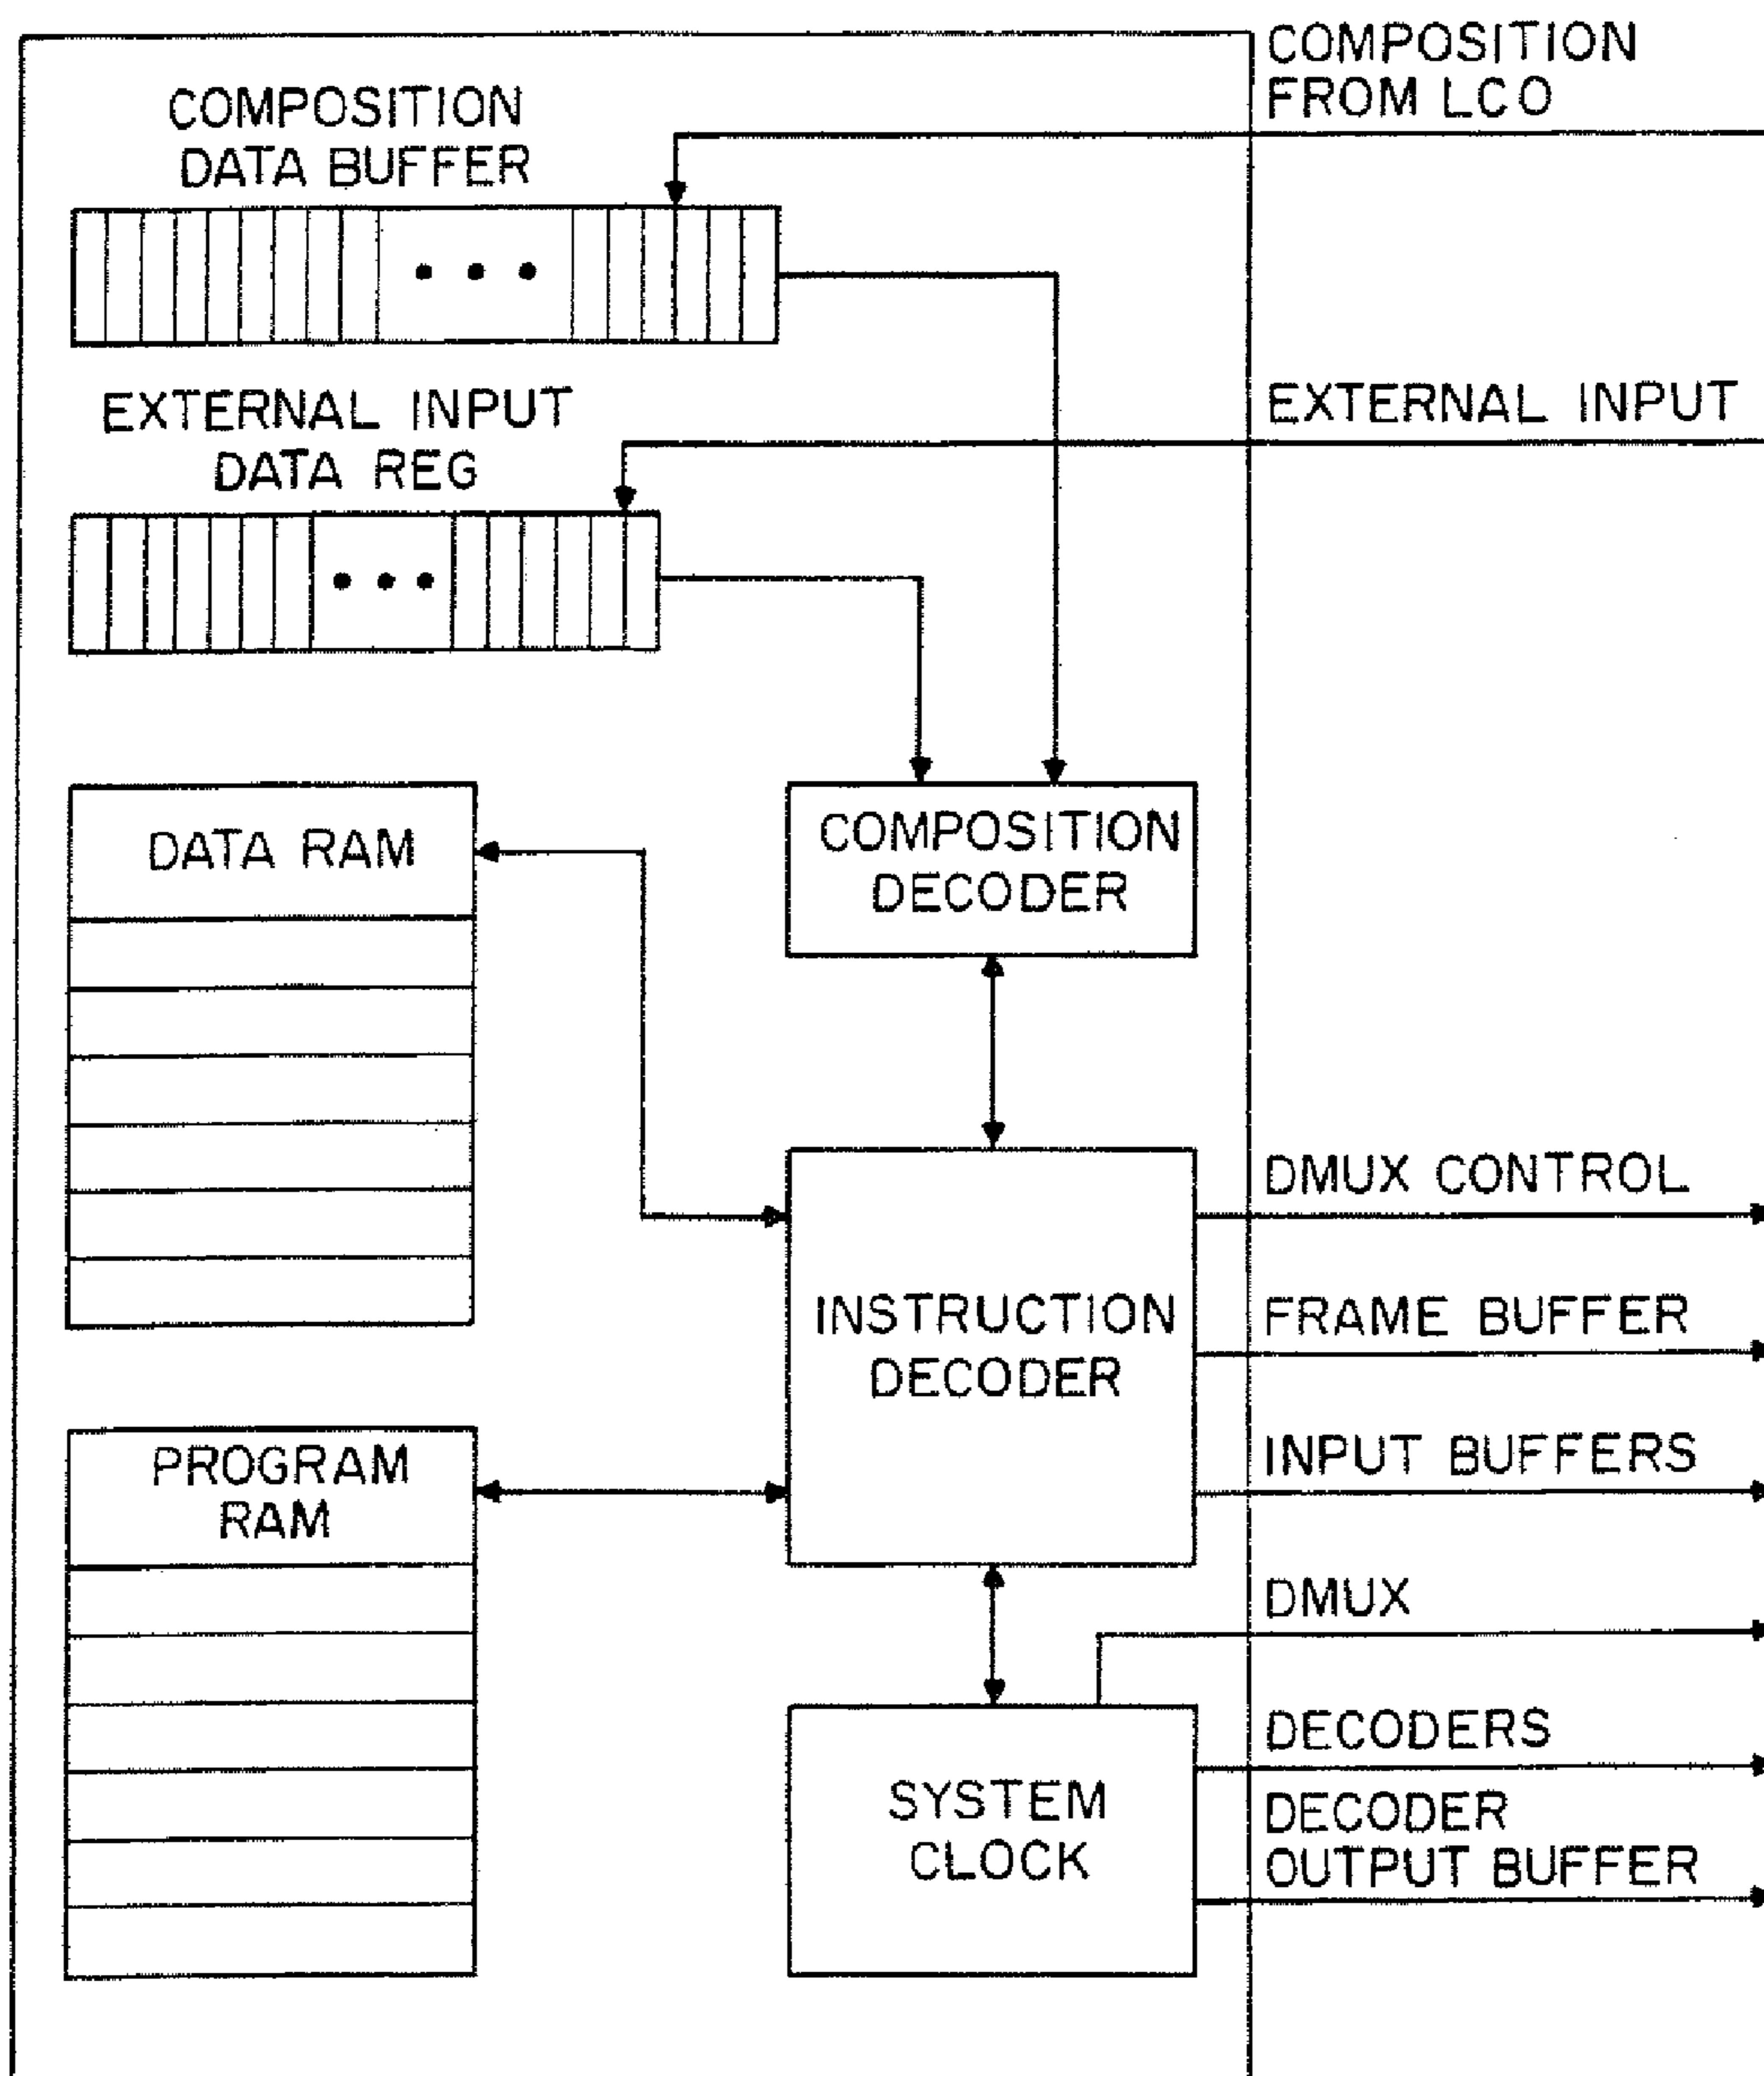 COMPOSITION
FROM LCO
COMPOSITION
DATA BUFFER
EXTERNAL INPUT
EXTERNAL INPUT
DATA REG
DATA RAM
COMPOSITION
DECODER
DMUX CONTROL
INSTRUCTION
DECODER
FRAME BUFFER
INPUT BUFFERS
PROGRAM
RAM
DMUX
DECODERS
SYSTEM
CLOCK
DECODER
OUTPUT BUFFER